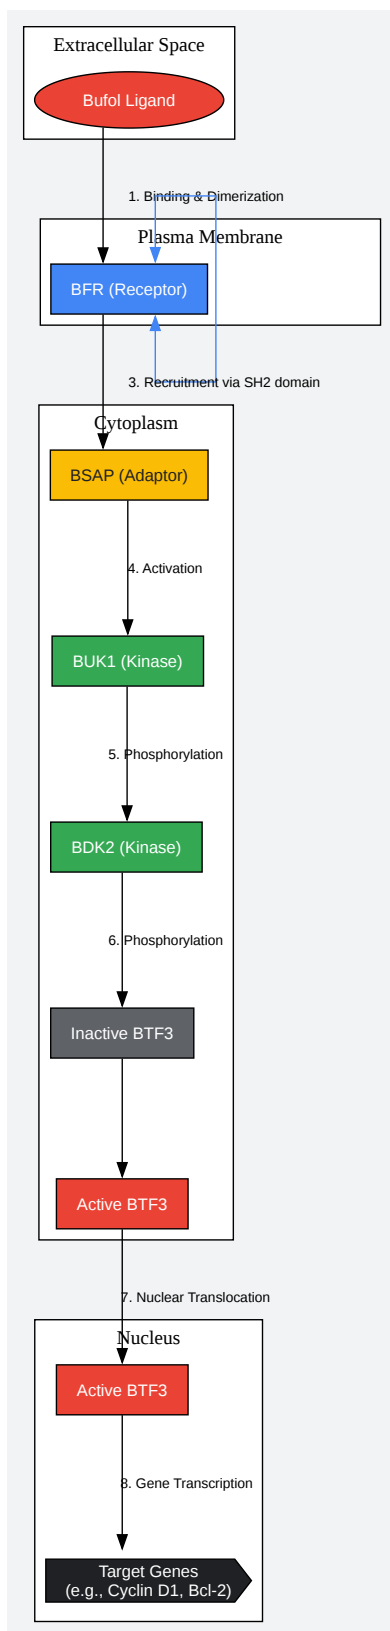 Extracellular Space
Bufol Ligand
1. Binding & Dimerization
Plasma Membrane
BFR (Receptor)
3. Recruitment via SH2 domain
Cytoplasm
BSAP (Adaptor)
4. Activation
BUK1 (Kinase)
5. Phosphorylation
BDK2 (Kinase)
6. Phosphorylation
Inactive BTF3
Active BTF3
7. Nuclear Translocation
Nucleus
Active BTF3
8. Gene Transcription
Target Genes
(e.g., Cyclin D1, Bcl-2)